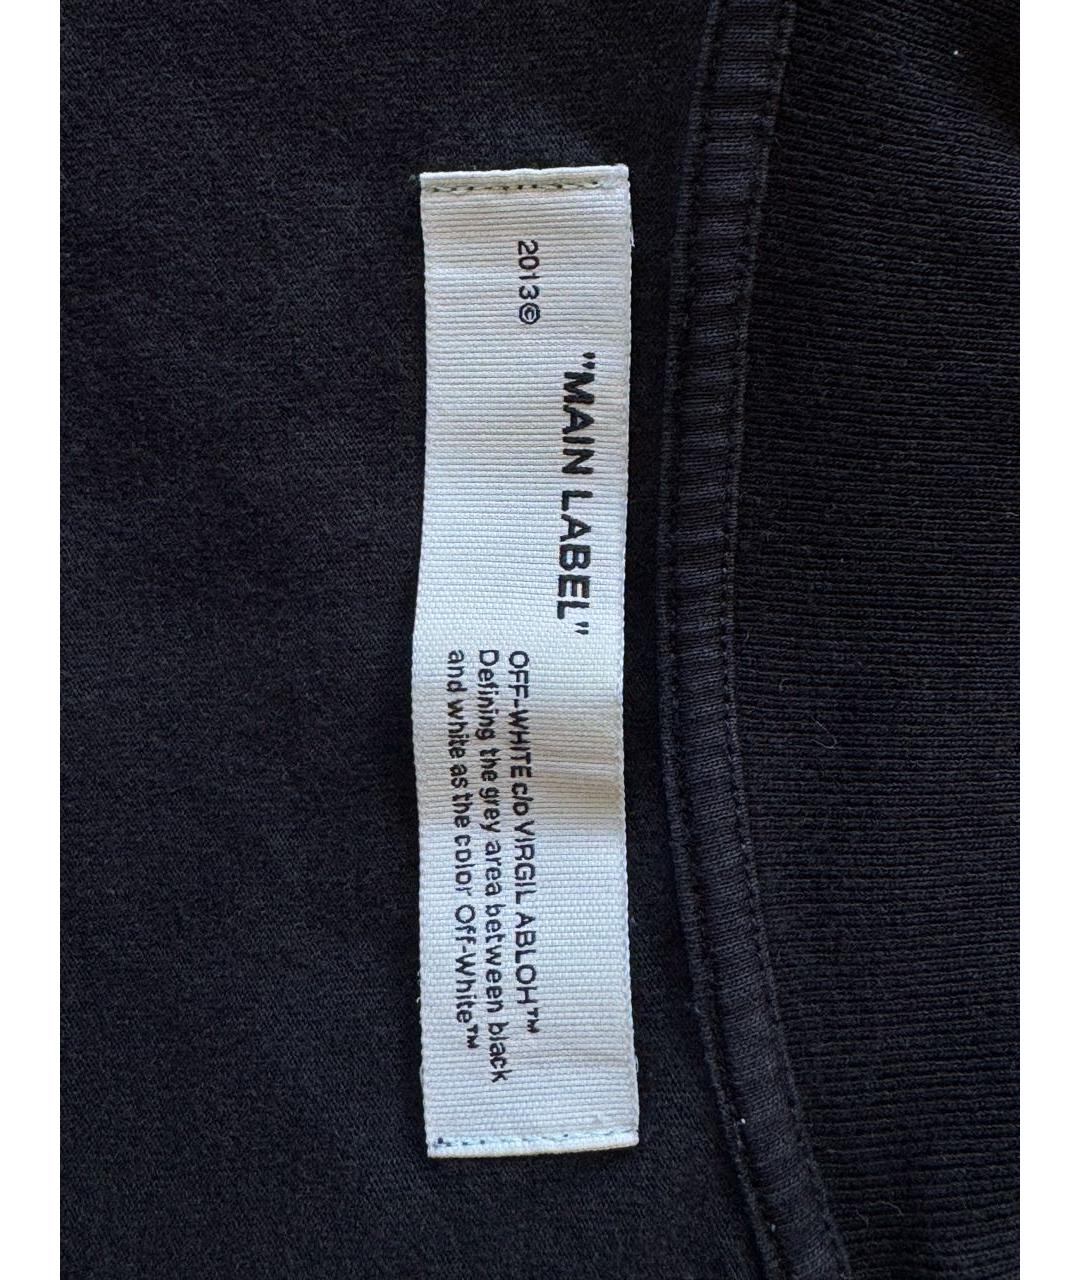 "MAIN LABEL"
2013©
OFF-WHITE c/o VIRGIL ABLOH™
Defining the grey area between black
and white as the color Off-White™